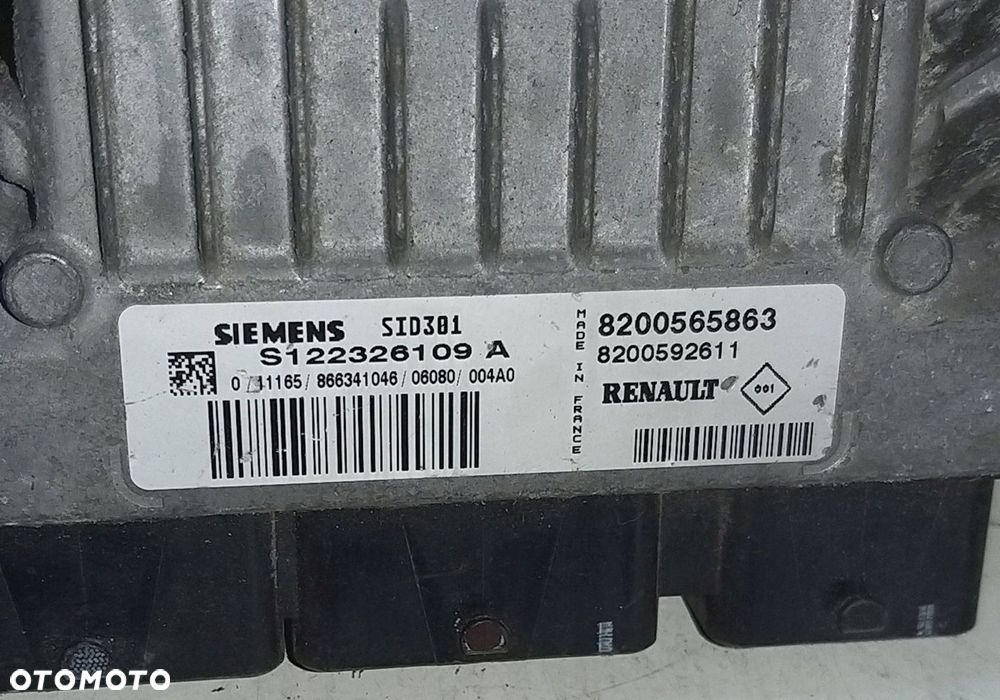 SIEMENS SID301
S122326109 A
11165/ 866341046/ 06080/ 004A0
MADE IN FRANCE
8200565863
8200592611
RENAULT 001
OTOMOTO